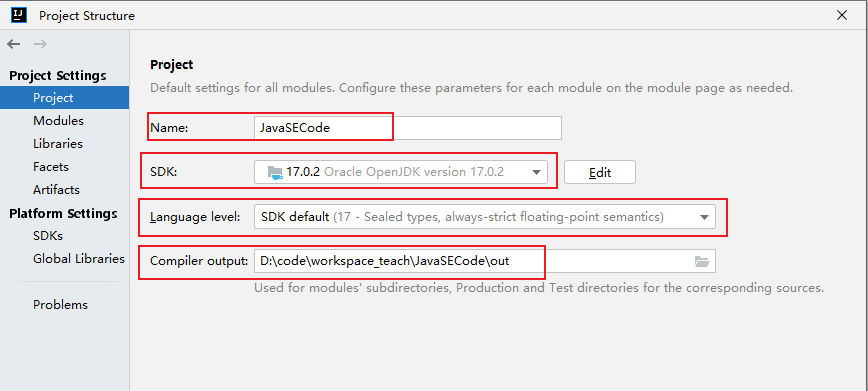 IJ Project Structure
Project Settings
Project
Modules
Libraries
Facets
Artifacts
Platform Settings
SDKs
Global Libraries
Problems
Project
Default settings for all modules. Configure these parameters for each module on the module page as needed.
Name: JavaSECode
SDK: 17.0.2 Oracle OpenJDK version 17.0.2 Edit
Language level: SDK default (17 - Sealed types, always-strict floating-point semantics)
Compiler output: D:\code\workspace_teach\JavaSECode\out
Used for modules' subdirectories, Production and Test directories for the corresponding sources.